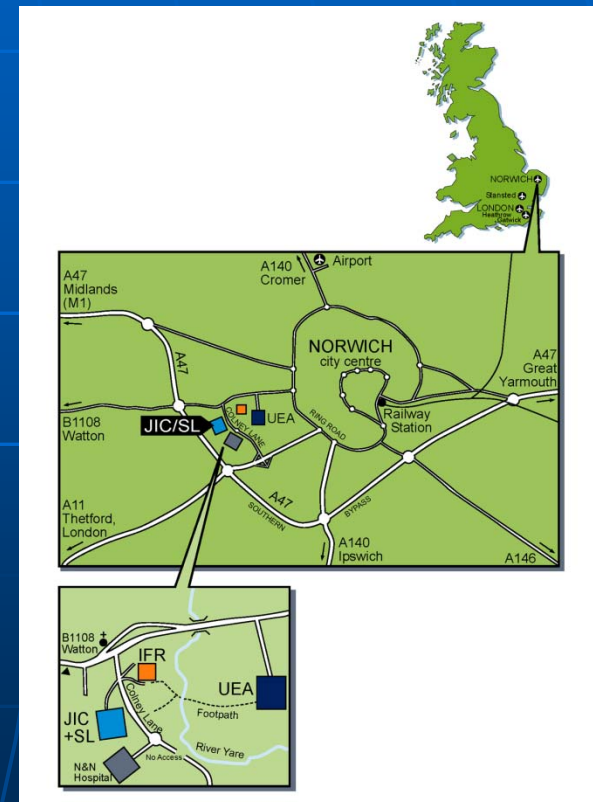 NORWICH
Stansted
LONDON
Heathrow
Gatwick
A47
Midlands
(M1)
A140
Cromer
Airport
A47
NORWICH
city centre
A47
Great
Yarmouth
B1108
Watton
JIC/SL
COLNEY LANE
UEA
RING ROAD
Railway
Station
A11
Thetford,
London
A47
SOUTHERN
BYPASS
A140
Ipswich
A146
B1108
Watton
IFR
UEA
Colney Lane
Footpath
JIC
+SL
River Yare
No Access
N&N
Hospital